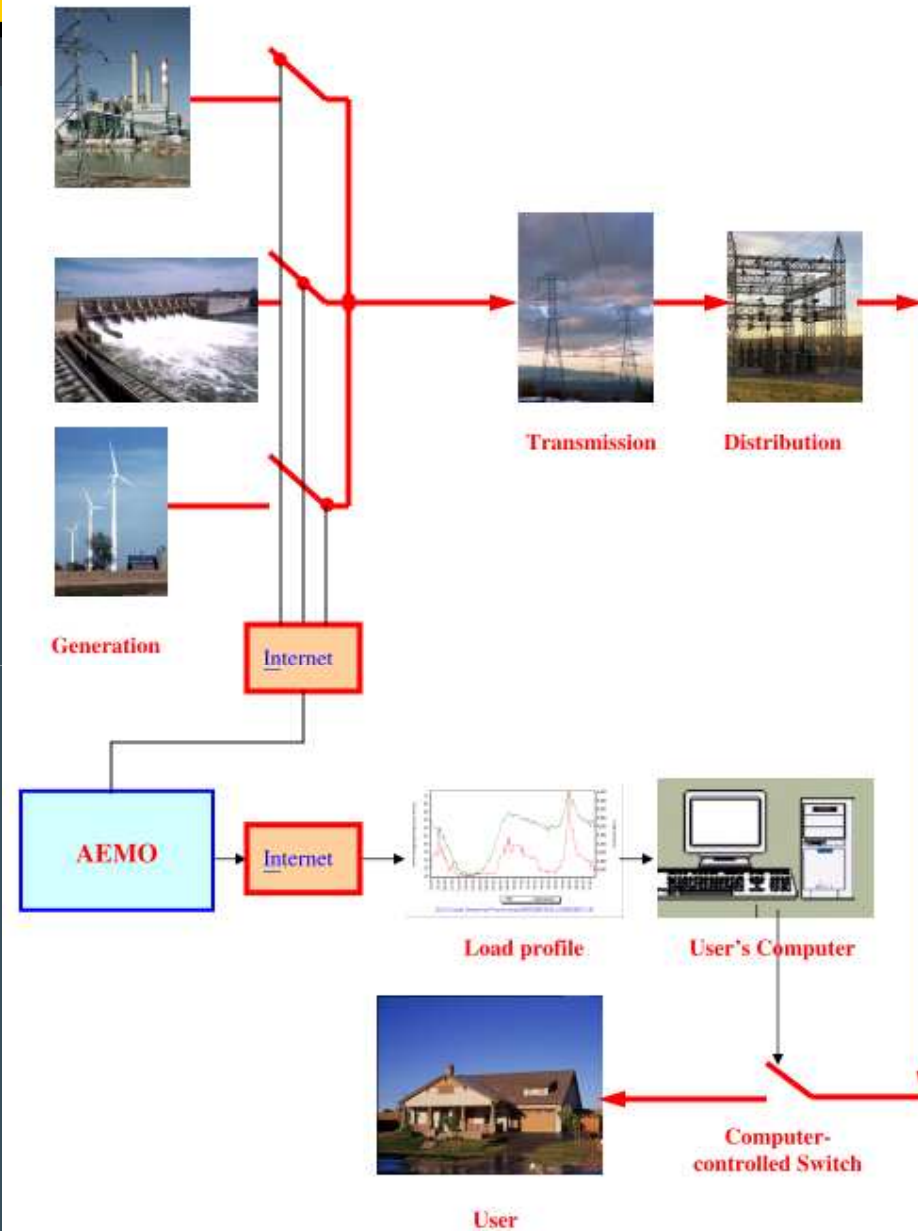 Transmission
Distribution
Generation
Internet
AEMO
Internet
Load profile
User's Computer
Computer-
controlled Switch
User